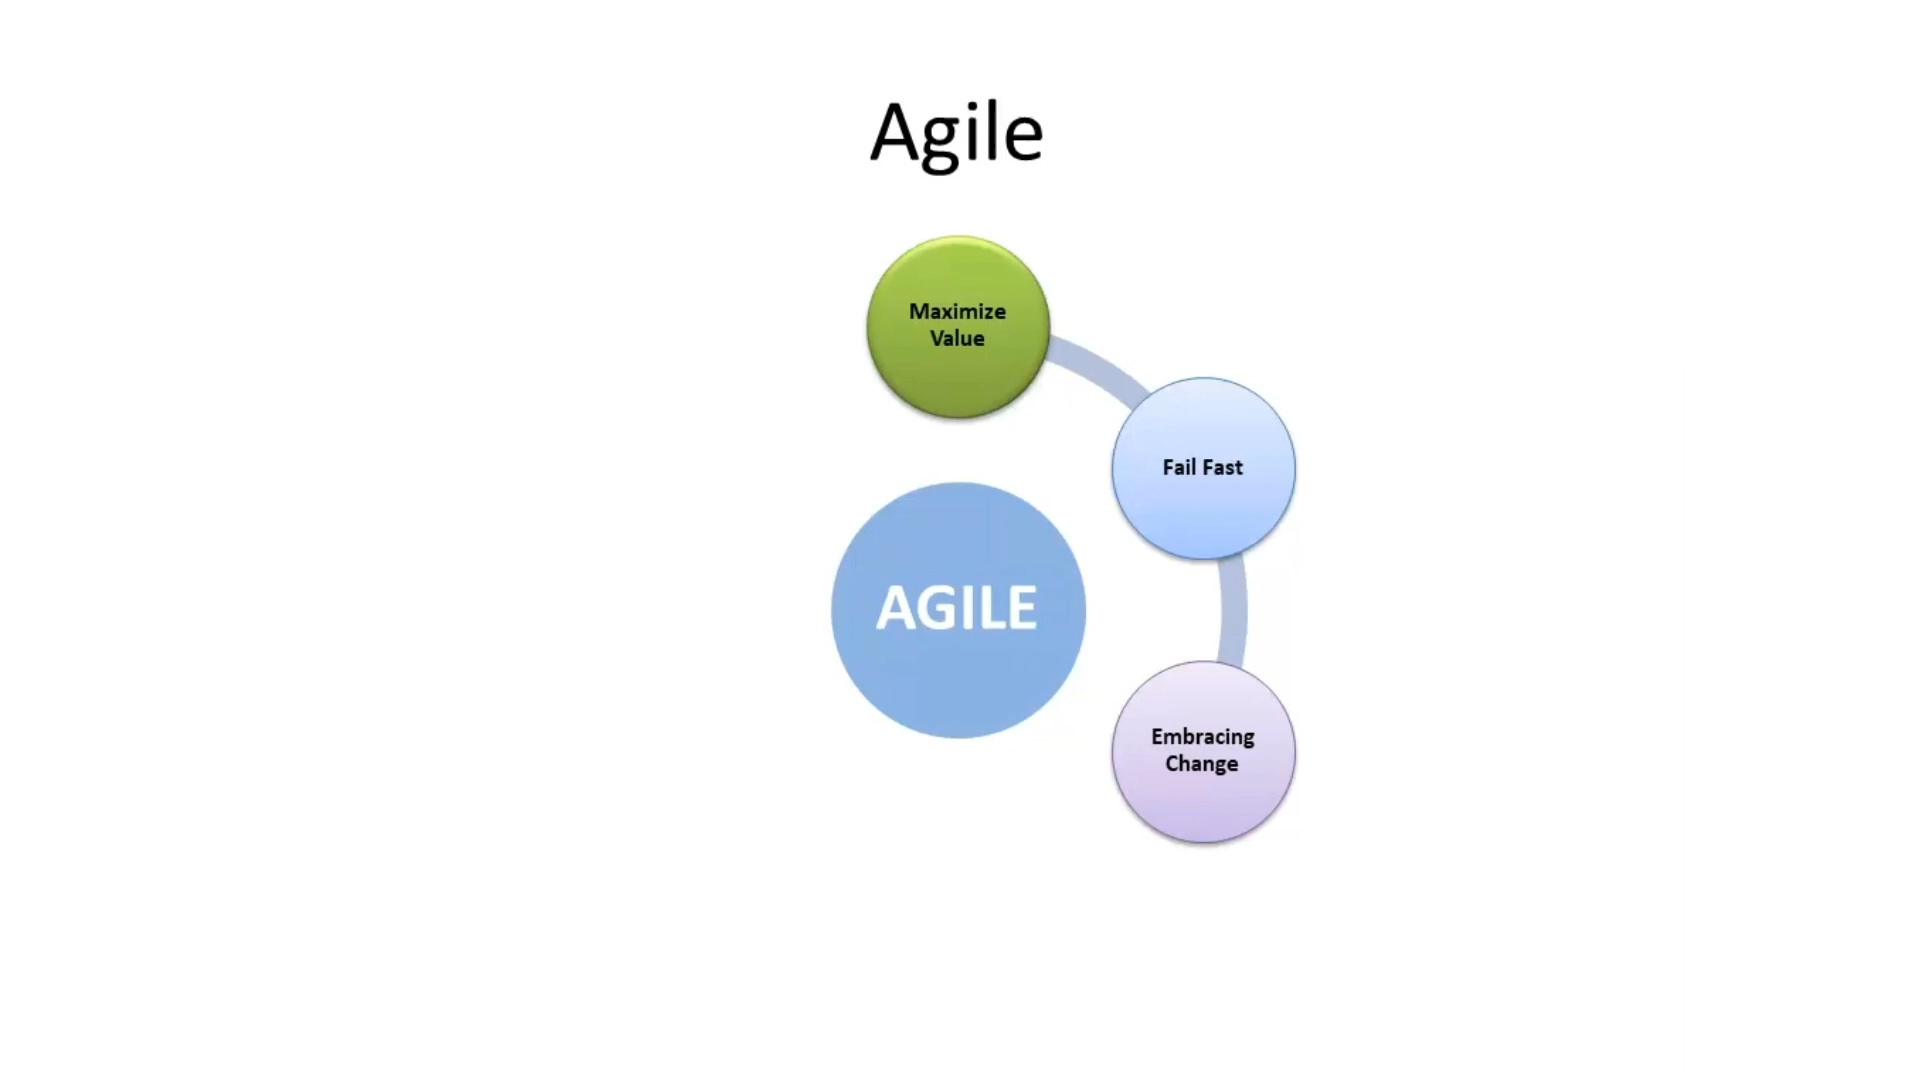 Agile
Maximize
Value
Fail Fast
AGILE
Embracing
Change